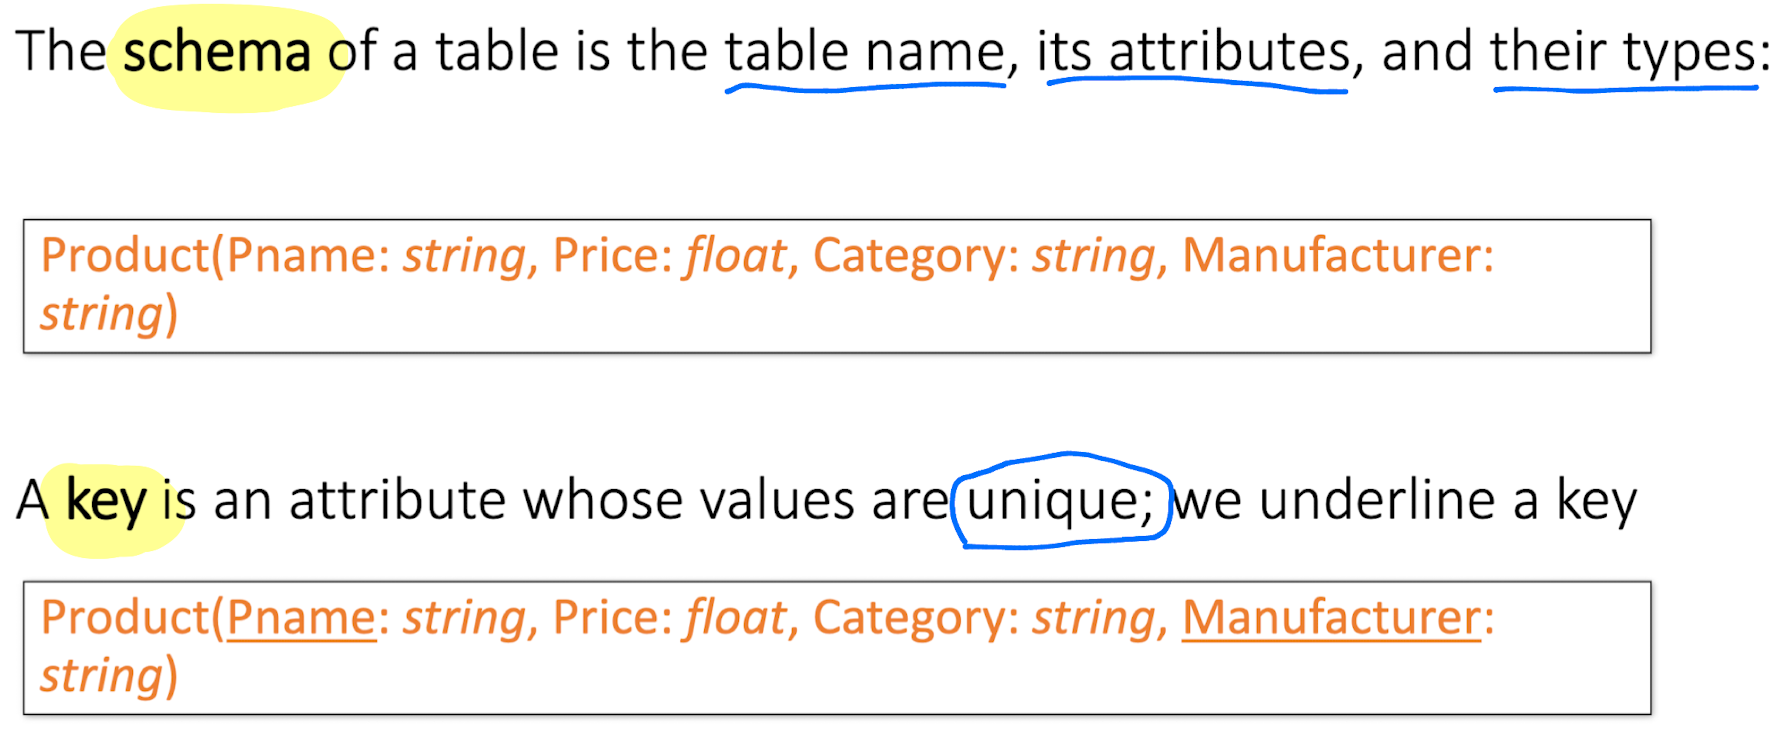 The schema of a table is the table name, its attributes, and their types:
Product(Pname: string, Price: float, Category: string, Manufacturer:
string)
A key is an attribute whose values are unique; we underline a key
Product(Pname: string, Price: float, Category: string, Manufacturer:
string)